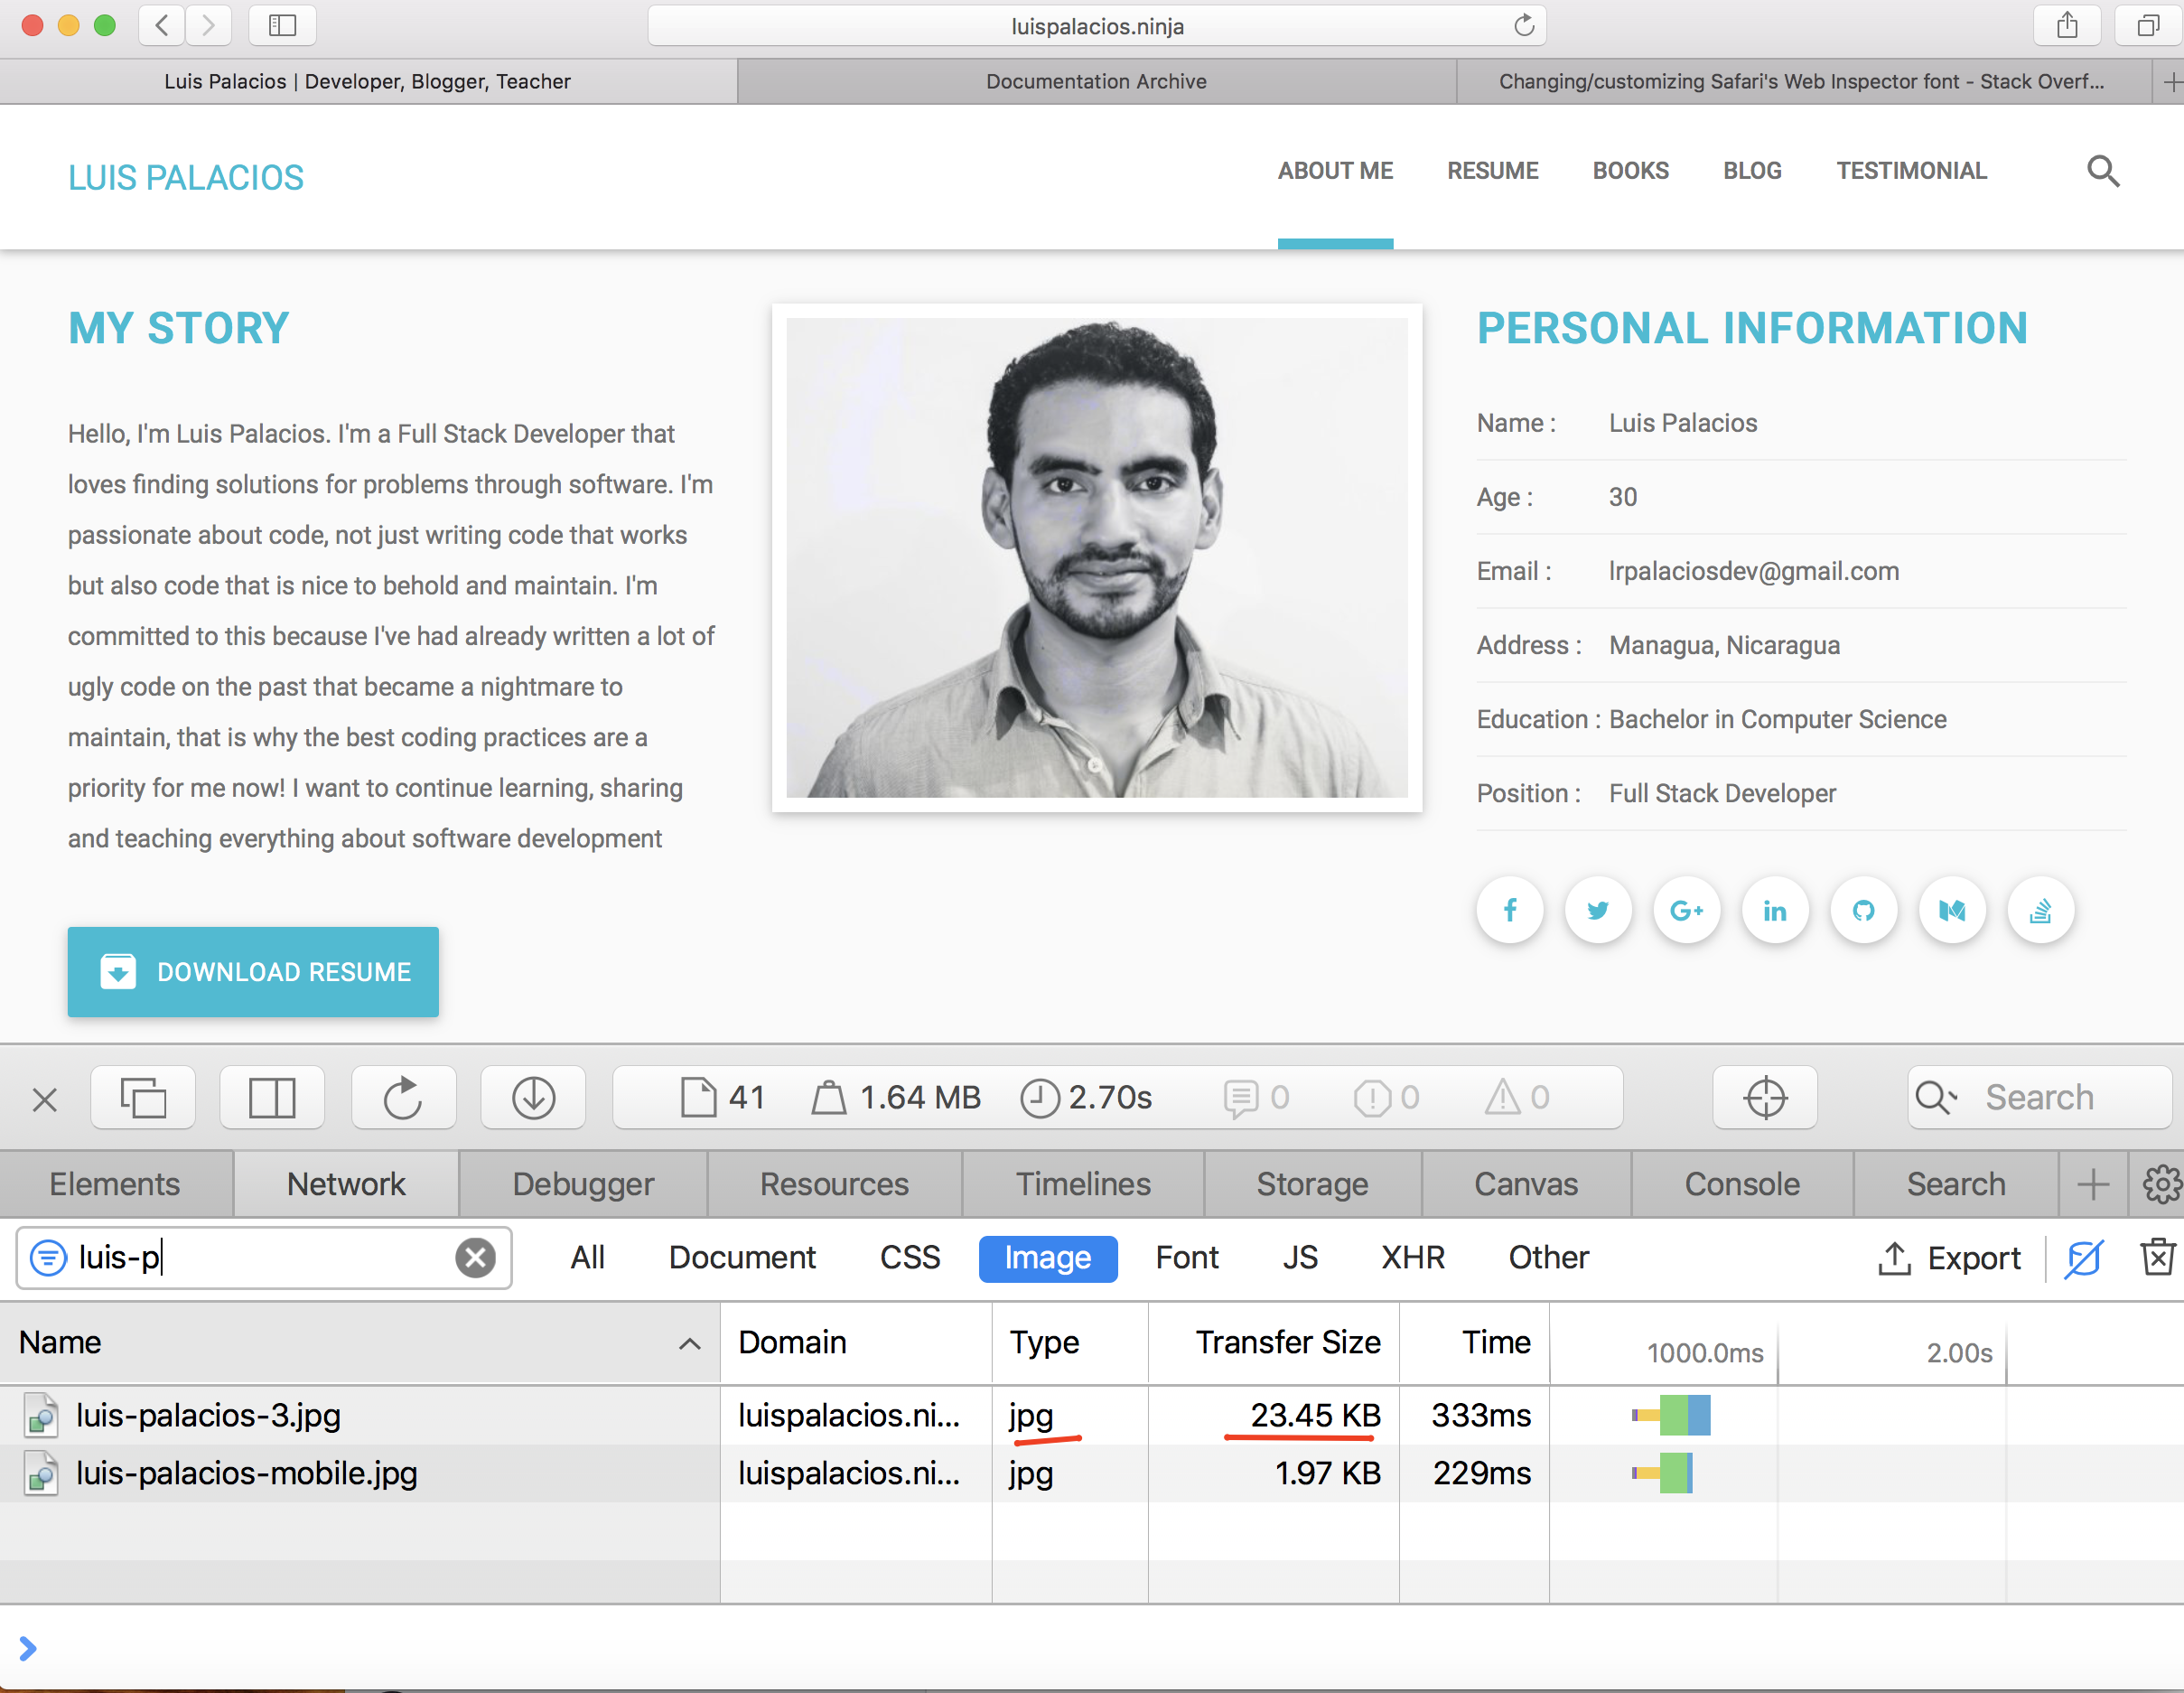 luispalacios.ninja
Luis Palacios | Developer, Blogger, Teacher
Documentation Archive
Changing/customizing Safari's Web Inspector font - Stack Overf...
LUIS PALACIOS
ABOUT ME
RESUME
BOOKS
BLOG
TESTIMONIAL
MY STORY
Hello, I'm Luis Palacios. I'm a Full Stack Developer that
loves finding solutions for problems through software. I'm
passionate about code, not just writing code that works
but also code that is nice to behold and maintain. I'm
committed to this because I've had already written a lot of
ugly code on the past that became a nightmare to
maintain, that is why the best coding practices are a
priority for me now! I want to continue learning, sharing
and teaching everything about software development
DOWNLOAD RESUME
PERSONAL INFORMATION
Name : Luis Palacios
Age : 30
Email : lrpalaciosdev@gmail.com
Address : Managua, Nicaragua
Education : Bachelor in Computer Science
Position : Full Stack Developer
f G+ in
41 1.64 MB 2.70s 0 0 0
Search
Elements Network Debugger Resources Timelines Storage Canvas Console Search
luis-p All Document CSS Image Font JS XHR Other Export
Name Domain Type Transfer Size Time 1000.0ms 2.00s
luis-palacios-3.jpg luispalacios.ni... jpg 23.45 KB 333ms
luis-palacios-mobile.jpg luispalacios.ni... jpg 1.97 KB 229ms